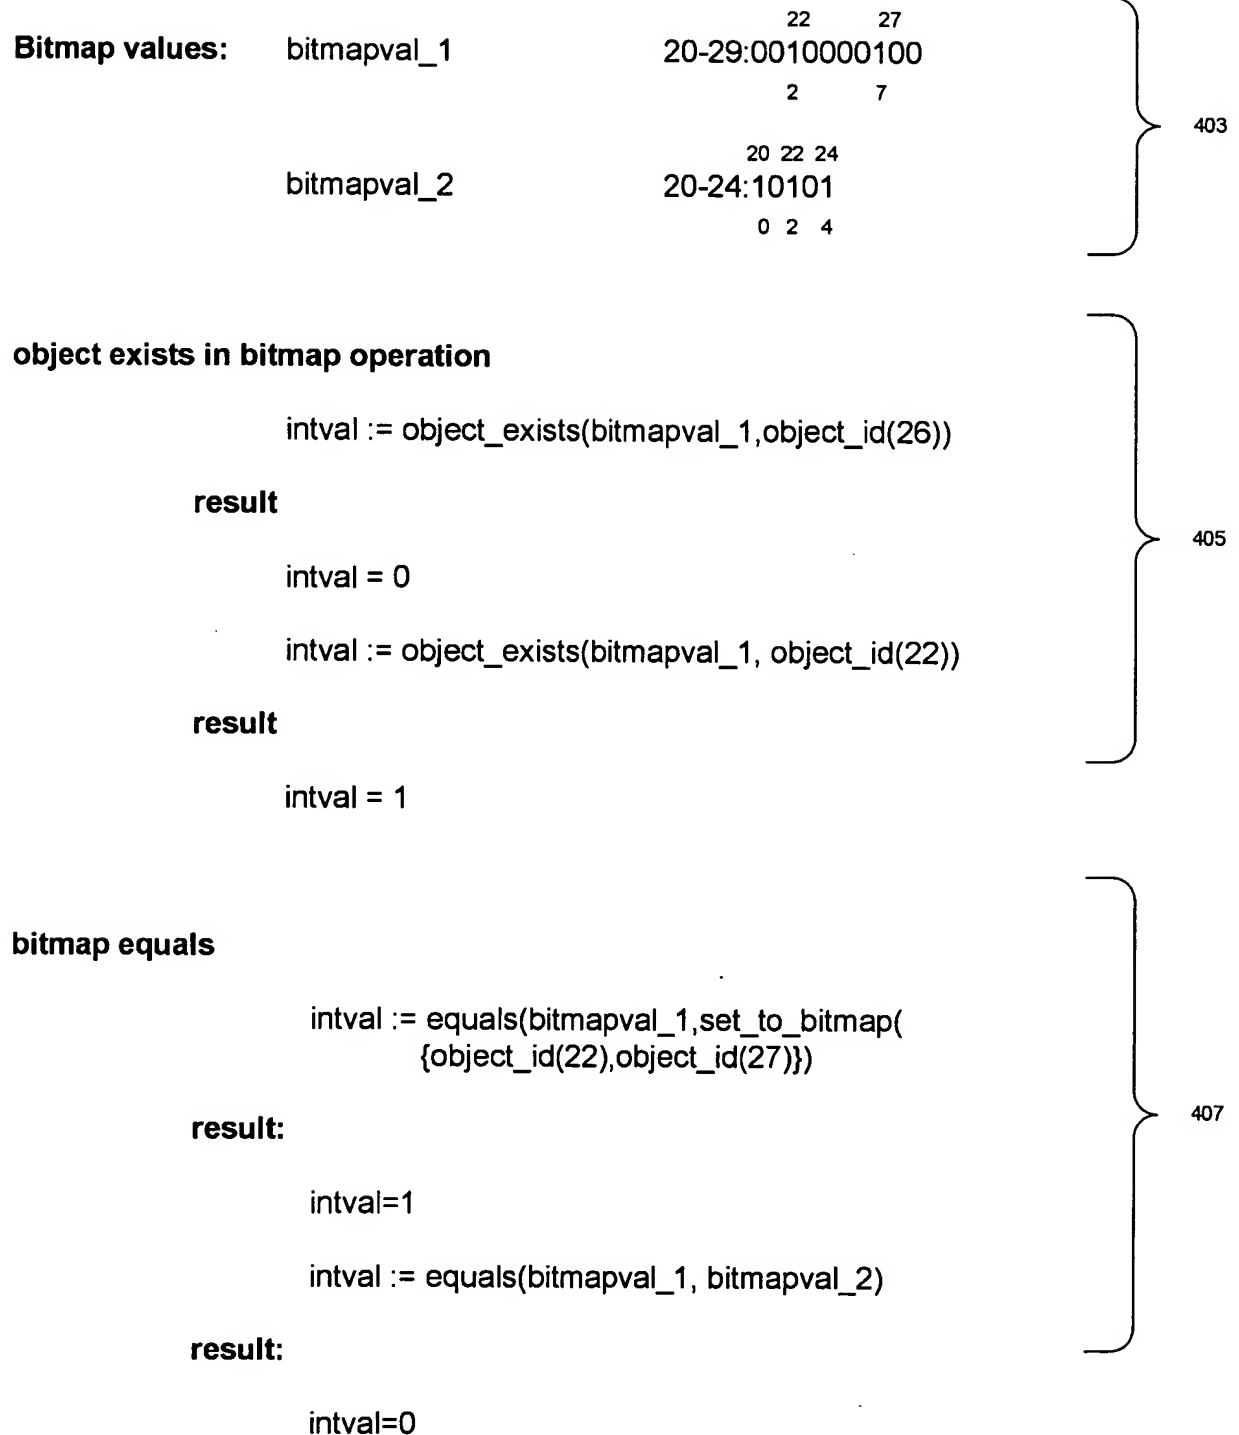 22 27
Bitmap values: bitmapval_1 20-29:0010000100
2 7
403
20 22 24
bitmapval_2 20-24:10101
0 2 4
object exists in bitmap operation
intval := object_exists(bitmapval_1,object_id(26))
result
405
intval = 0
intval := object_exists(bitmapval_1, object_id(22))
result
intval = 1
bitmap equals
intval := equals(bitmapval_1,set_to_bitmap(
{object_id(22),object_id(27)})
407
result:
intval=1
intval := equals(bitmapval_1, bitmapval_2)
result:
intval=0